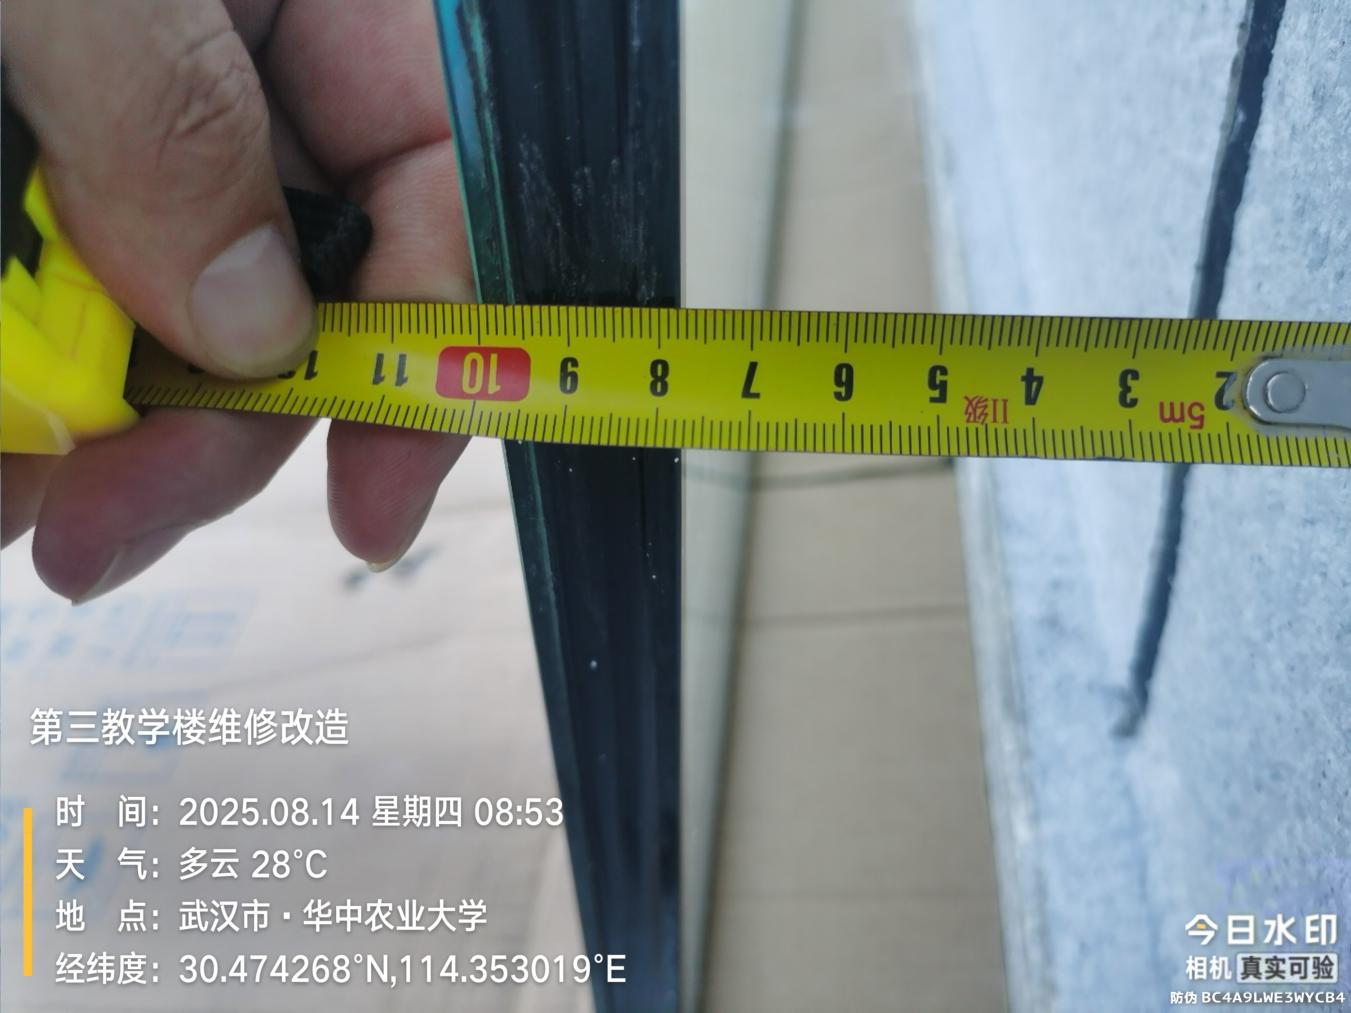 12 11 10 9 8 7 6 5 II级 4 3 5m 2
第三教学楼维修改造
时 间：2025.08.14 星期四 08:53
天 气：多云 28°C
地 点：武汉市·华中农业大学
经纬度：30.474268°N,114.353019°E
今日水印
相机 真实可验
防伪 BC4A9LWE3WYCB4